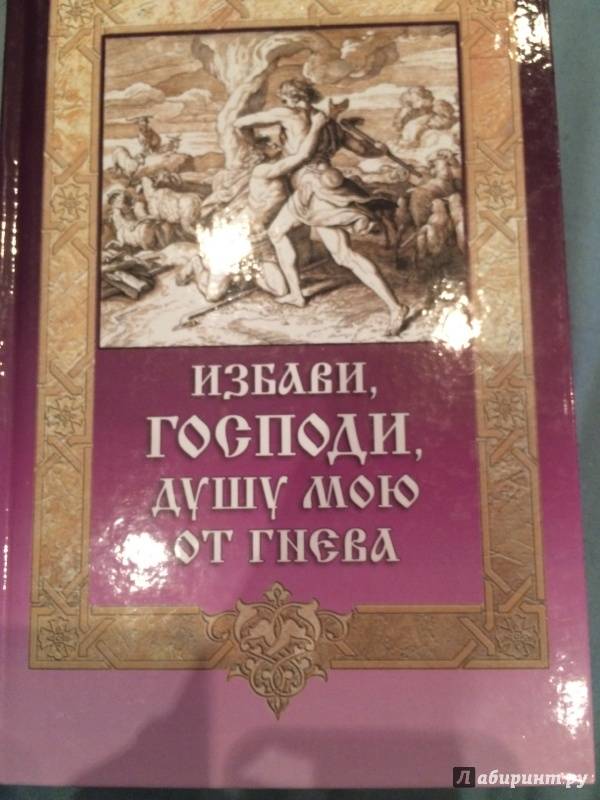 ИЗБАВИ,
ГОСПОДИ,
ДУШУ МОЮ
ОТ ГНЕВА
Лабиринт.ру